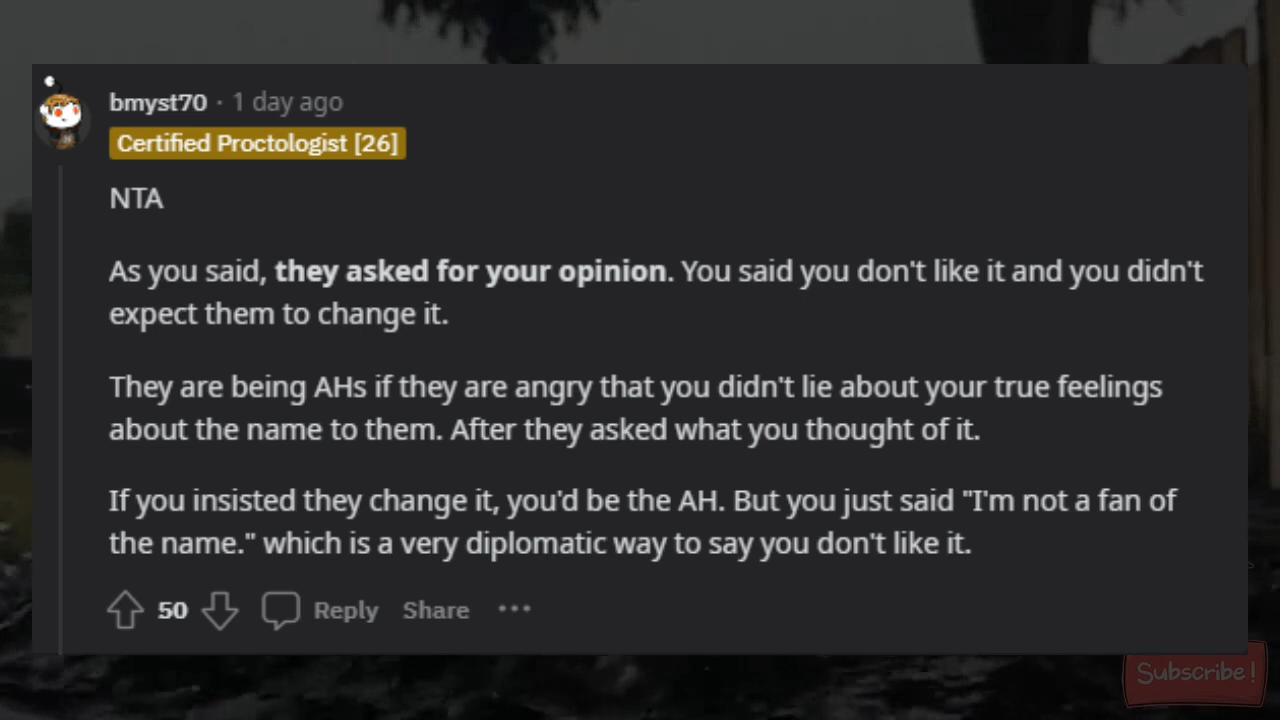 bmyst70 · 1 day ago
Certified Proctologist [26]
NTA
As you said, they asked for your opinion. You said you don't like it and you didn't
expect them to change it.
They are being AHs if they are angry that you didn't lie about your true feelings
about the name to them. After they asked what you thought of it.
If you insisted they change it, you'd be the AH. But you just said "I'm not a fan of
the name." which is a very diplomatic way to say you don't like it.
50 Reply Share ···
Subscribe!